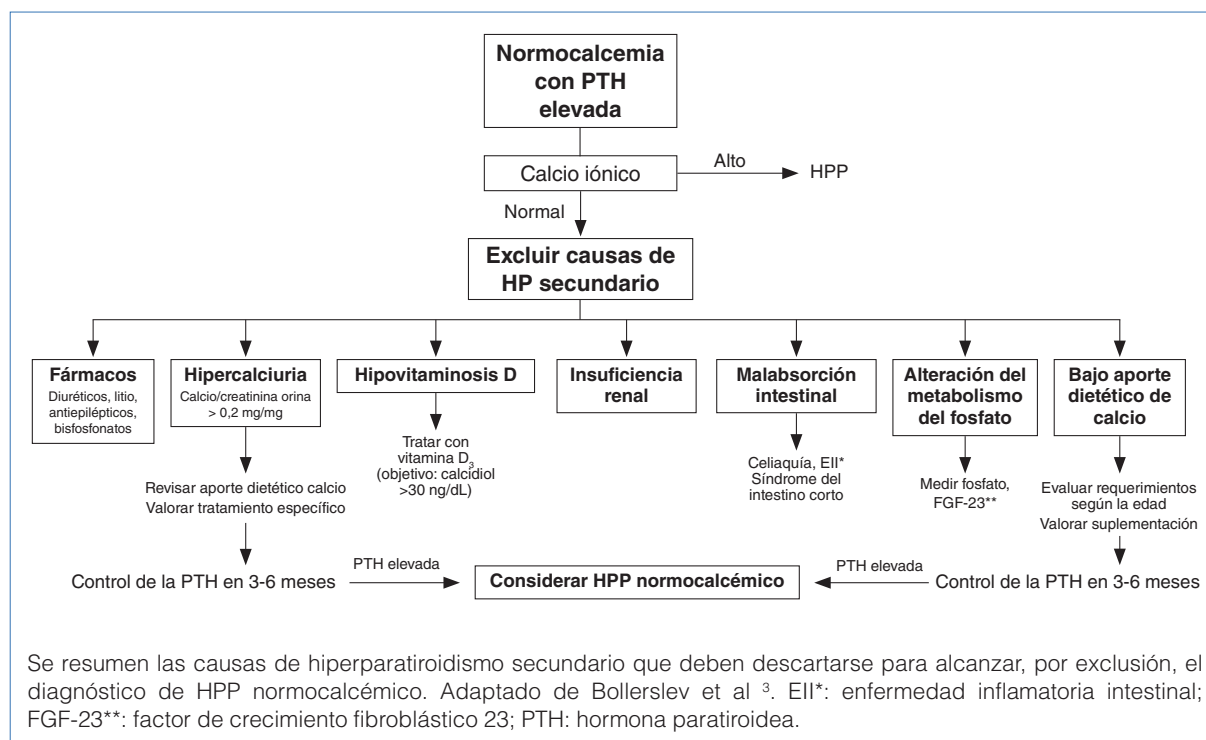 Normocalcemia
con PTH
elevada
Calcio iónico
Alto
HPP
Normal
Excluir causas de
HP secundario
Fármacos
Diuréticos, litio,
antiepilépticos,
bisfosfonatos
Hipercalciuria
Calcio/creatinina orina
> 0,2 mg/mg
Hipovitaminosis D
Insuficiencia
renal
Malabsorción
intestinal
Alteración del
metabolismo
del fosfato
Bajo aporte
dietético de
calcio
Revisar aporte dietético calcio
Valorar tratamiento específico
Tratar con
vitamina D3
(objetivo: calcidiol
>30 ng/dL)
Celiaquía, EII*
Síndrome del
intestino corto
Medir fosfato,
FGF-23**
Evaluar requerimientos
según la edad
Valorar suplementación
Control de la PTH en 3-6 meses
PTH elevada
Considerar HPP normocalcémico
PTH elevada
Control de la PTH en 3-6 meses
Se resumen las causas de hiperparatiroidismo secundario que deben descartarse para alcanzar, por exclusión, el
diagnóstico de HPP normocalcémico. Adaptado de Bollerslev et al ³. EII*: enfermedad inflamatoria intestinal;
FGF-23**: factor de crecimiento fibroblástico 23; PTH: hormona paratiroidea.